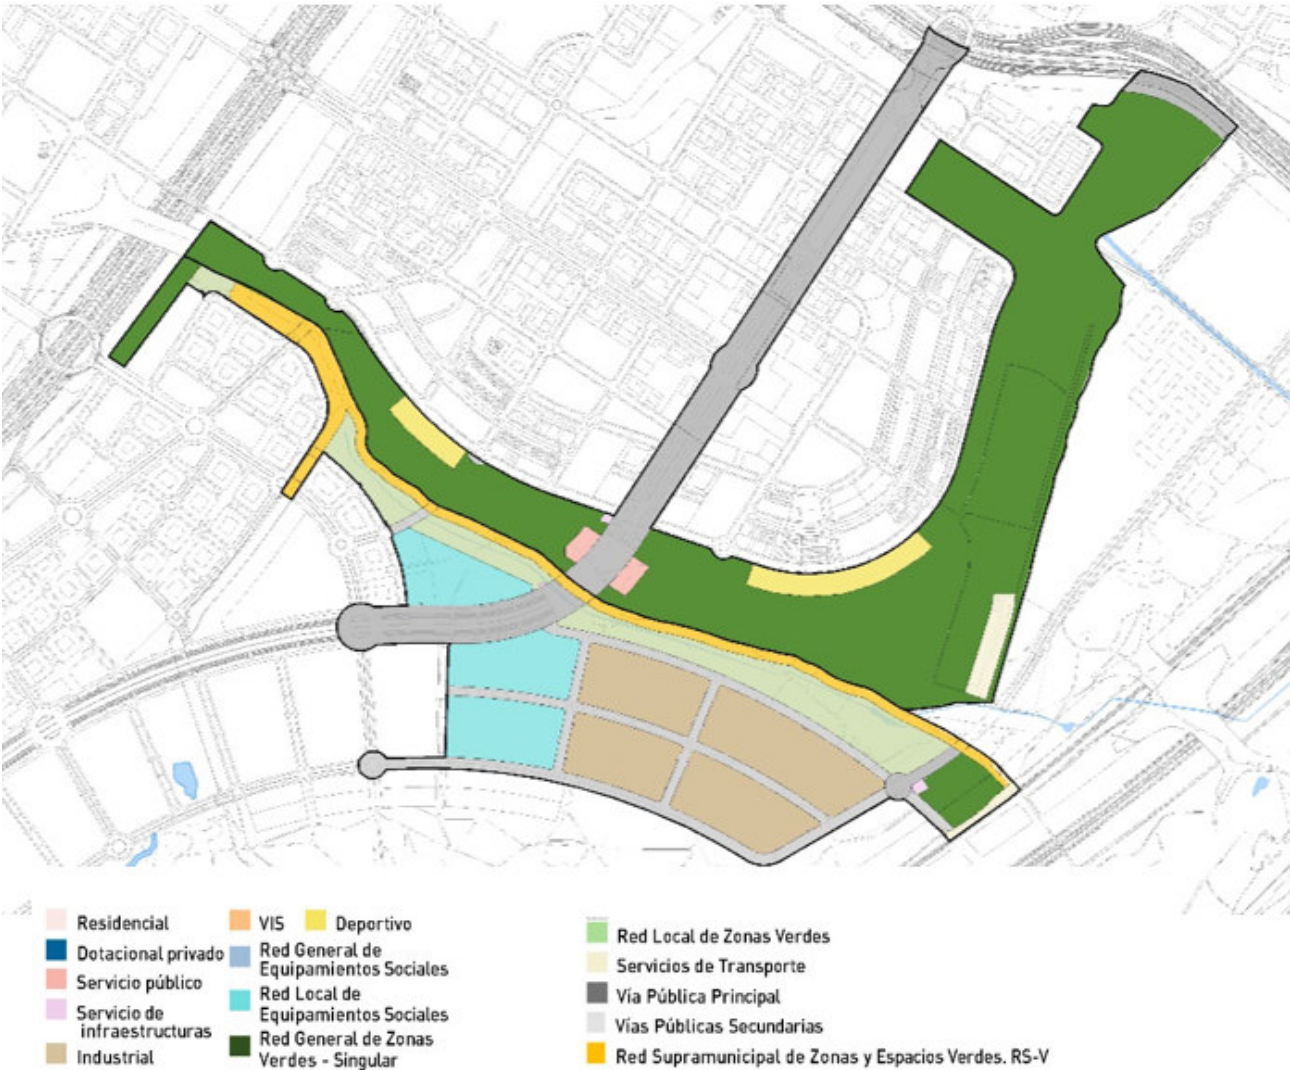 Residencial
Dotacional privado
Servicio público
Servicio de
infraestructuras
Industrial
VIS
Deportivo
Red General de
Equipamientos Sociales
Red Local de
Equipamientos Sociales
Red General de Zonas
Verdes - Singular
Red Local de Zonas Verdes
Servicios de Transporte
Vía Pública Principal
Vías Públicas Secundarias
Red Supramunicipal de Zonas y Espacios Verdes. RS-V